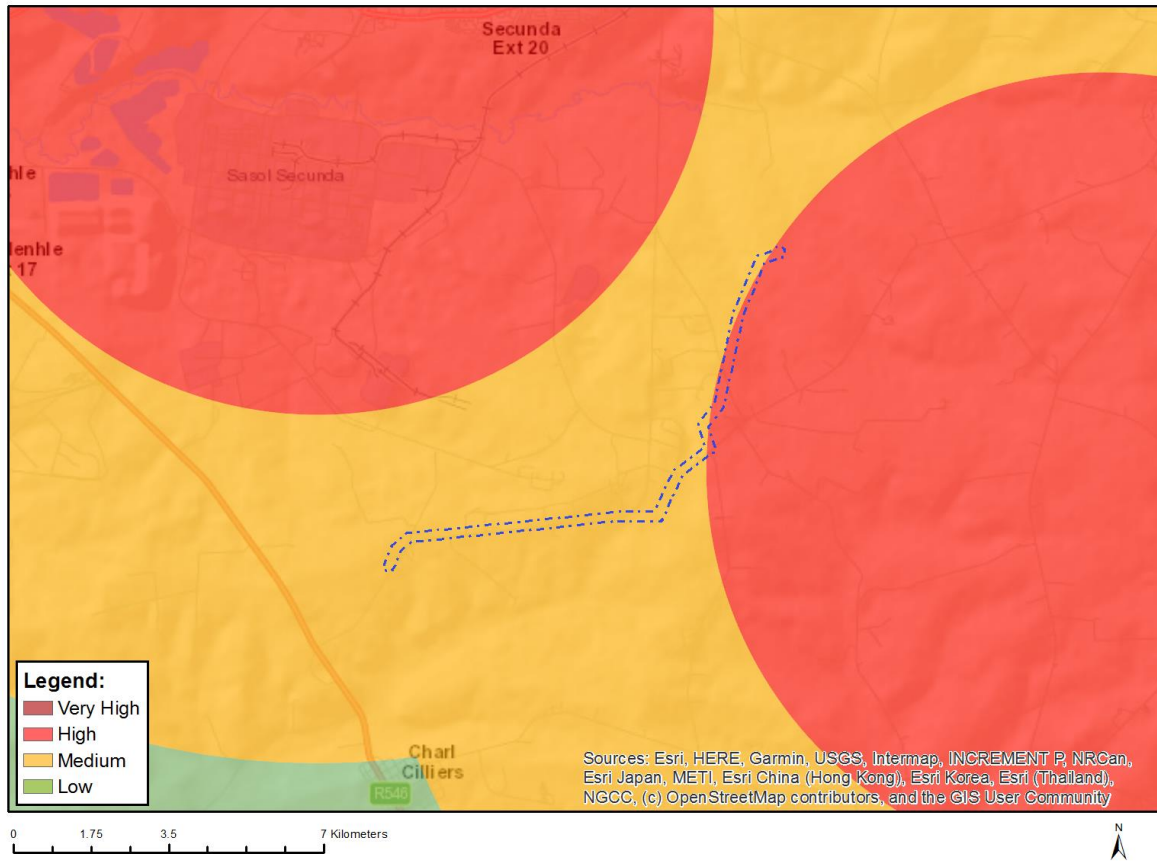 Secunda
Ext 20
hle
Sasol Secunda
lenhle
17
Legend:
Very High
High
Medium
Low
Charl
Cilliers
R546
Sources: Esri, HERE, Garmin, USGS, Intermap, INCREMENT P, NRCan,
Esri Japan, METI, Esri China (Hong Kong), Esri Korea, Esri (Thailand),
NGCC, (c) OpenStreetMap contributors, and the GIS User Community
0 1.75 3.5 7 Kilometers
N